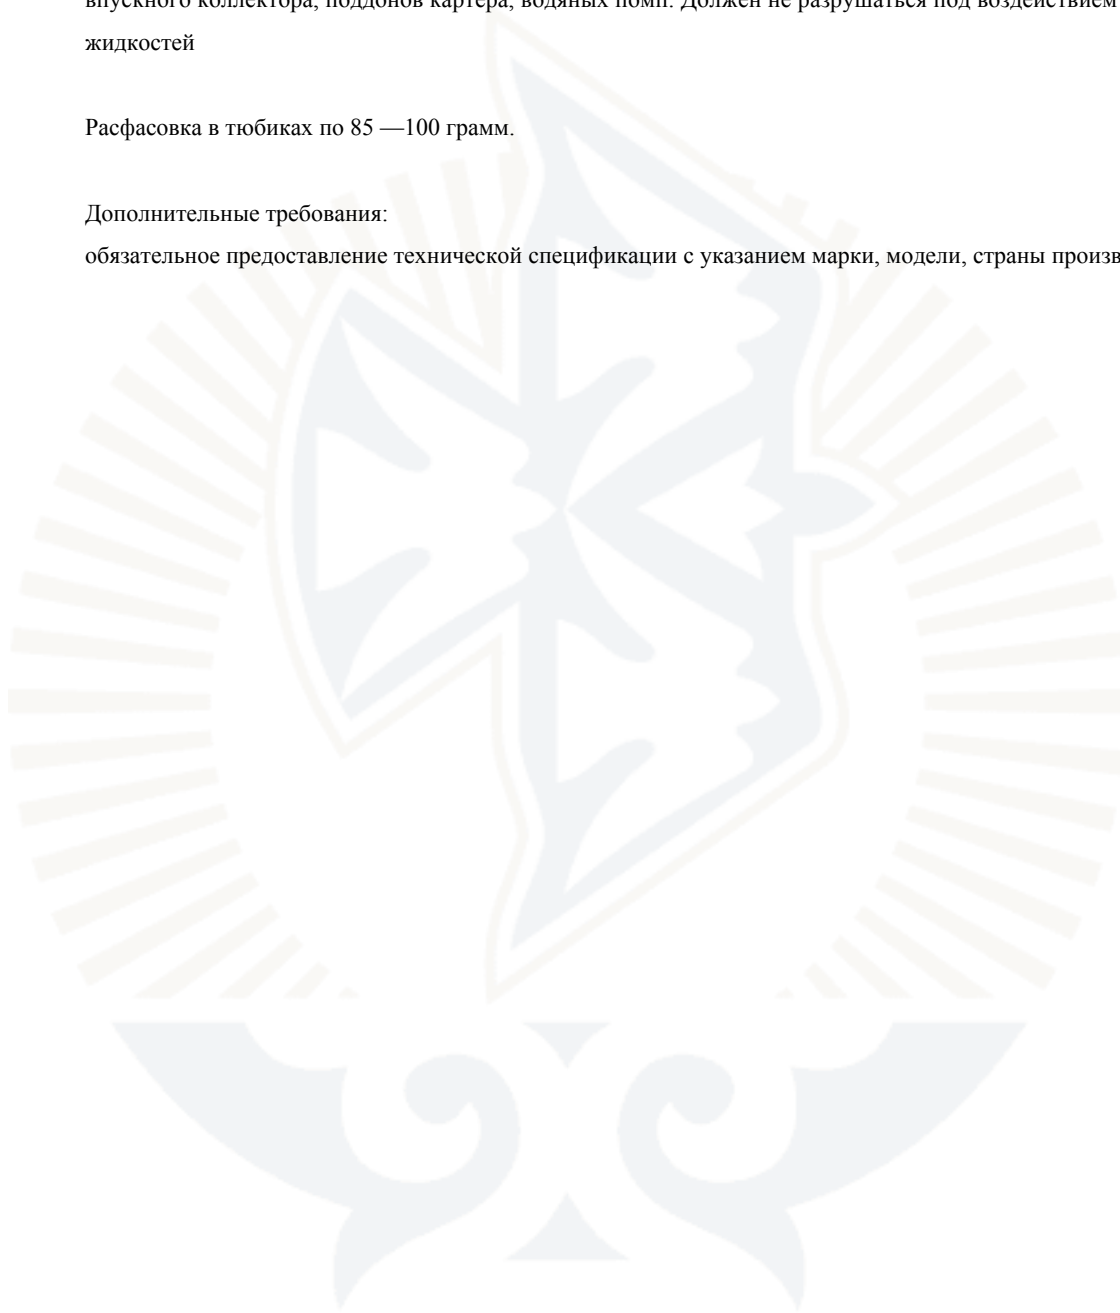 впускного коллектора, поддонов картера, водяных помп. Должен не разрушаться под воздействием
жидкостей
Расфасовка в тюбиках по 85 —100 грамм.
Дополнительные требования:
обязательное предоставление технической спецификации с указанием марки, модели, страны произв